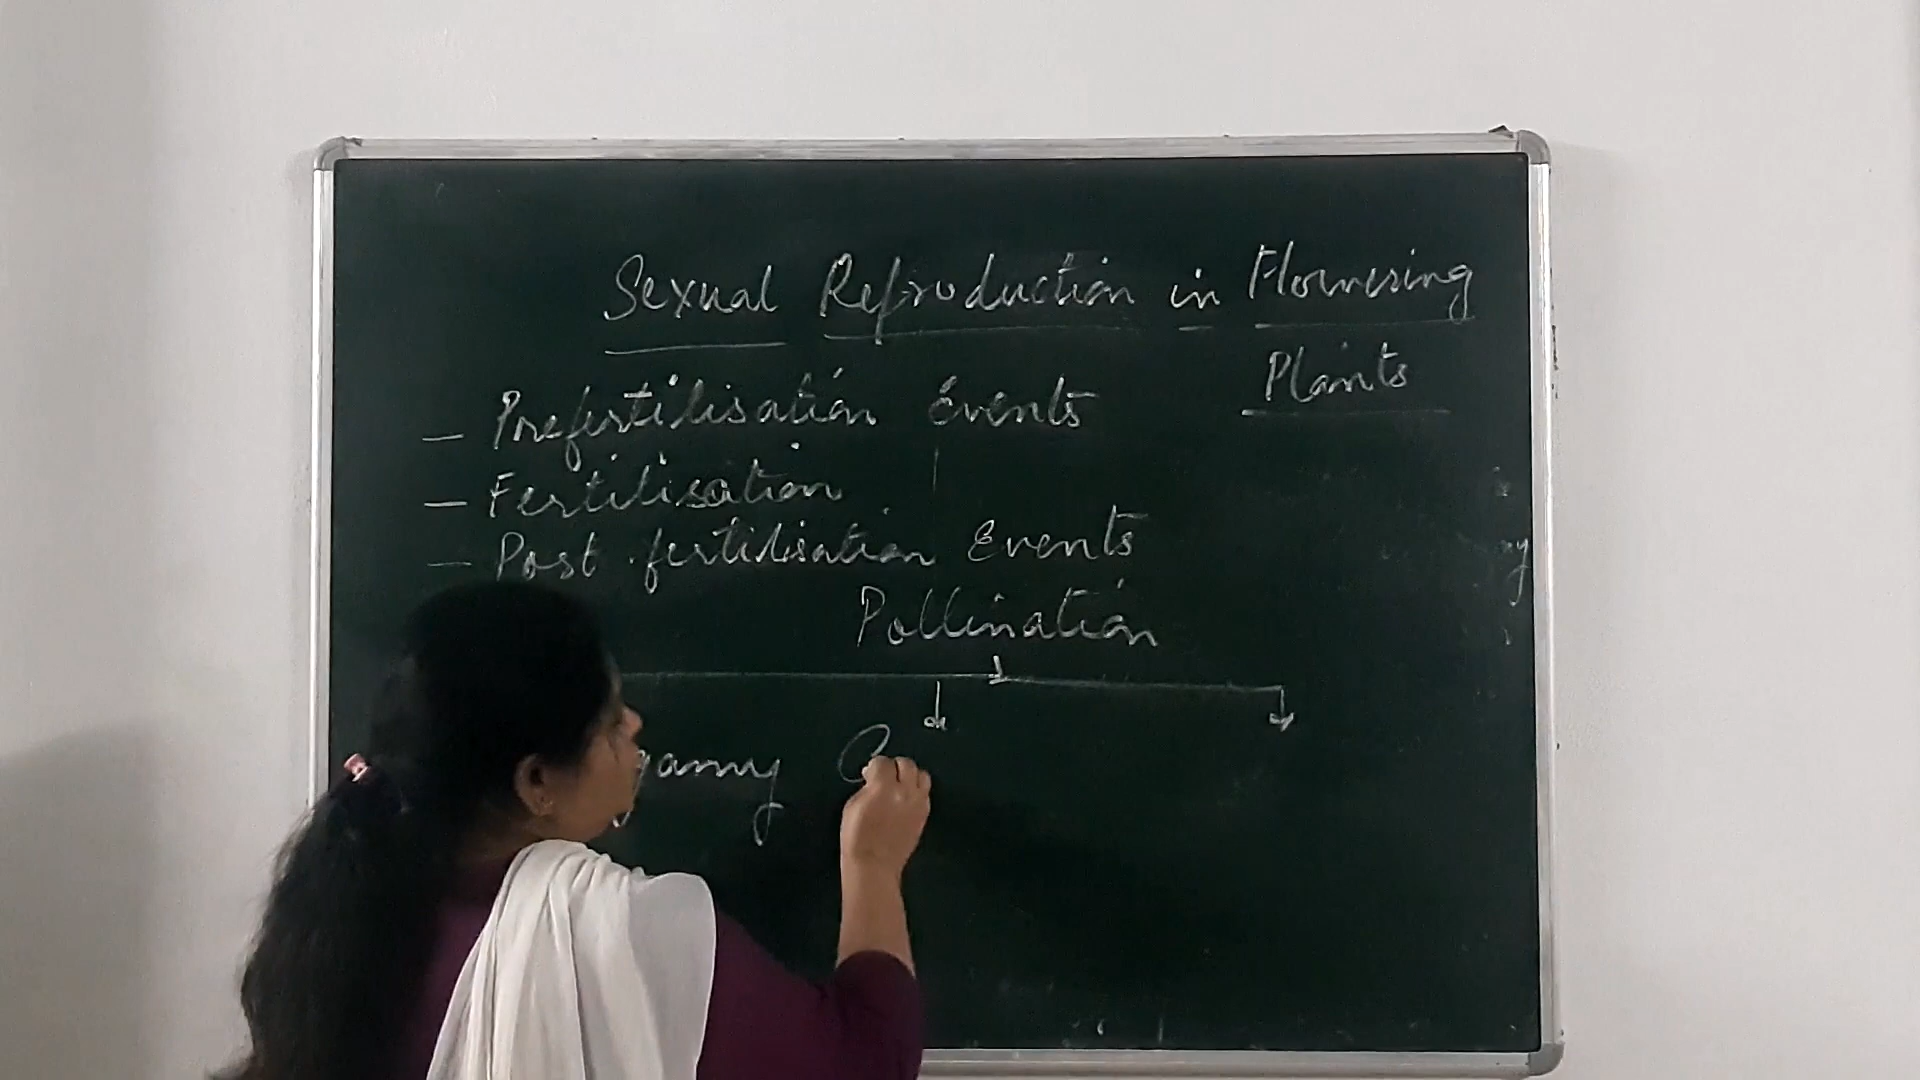 Sexual Reproduction in Flowering
Plants
— Prefertilisation Events
— Fertilisation
— Post fertilisation Events
Pollination
gamy